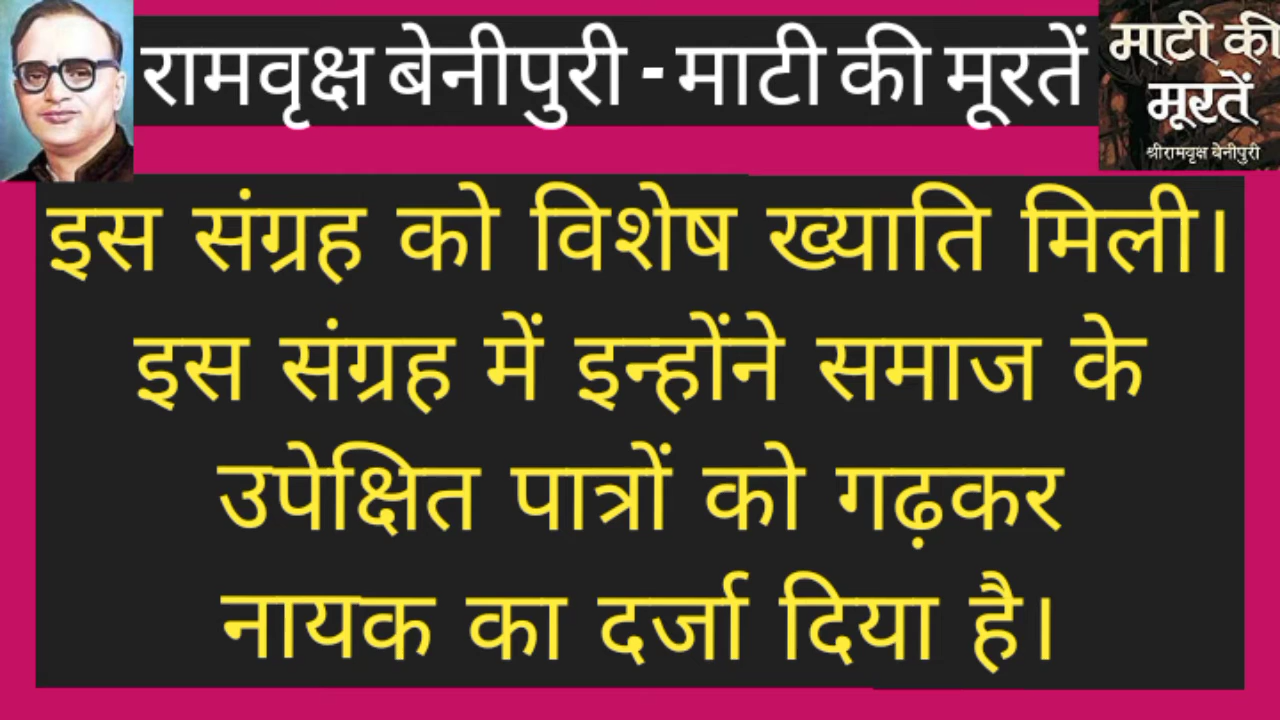 रामवृक्ष बेनीपुरी - माटी की मूरतें
माटी की
मूरतें
श्रीरामवृक्ष बेनीपुरी
इस संग्रह को विशेष ख्याति मिली।
इस संग्रह में इन्होंने समाज के
उपेक्षित पात्रों को गढ़कर
नायक का दर्जा दिया है।